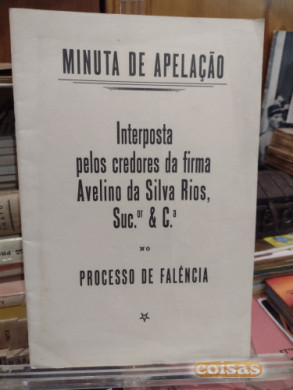 MINUTA DE APELAÇÃO
Interposta
pelos credores da firma
Avelino da Silva Rios,
Suc.or & C.a
NO
PROCESSO DE FALÊNCIA
coisas